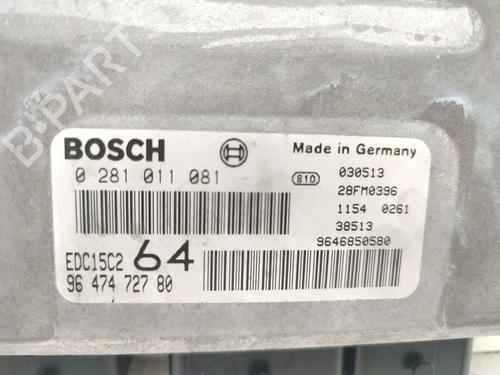 B-PARTS
BOSCH
Made in Germany
0 281 011 081
810
030513
28FM0396
1154 0261
38513
9646850580
EDC15C2 64
96 474 727 80